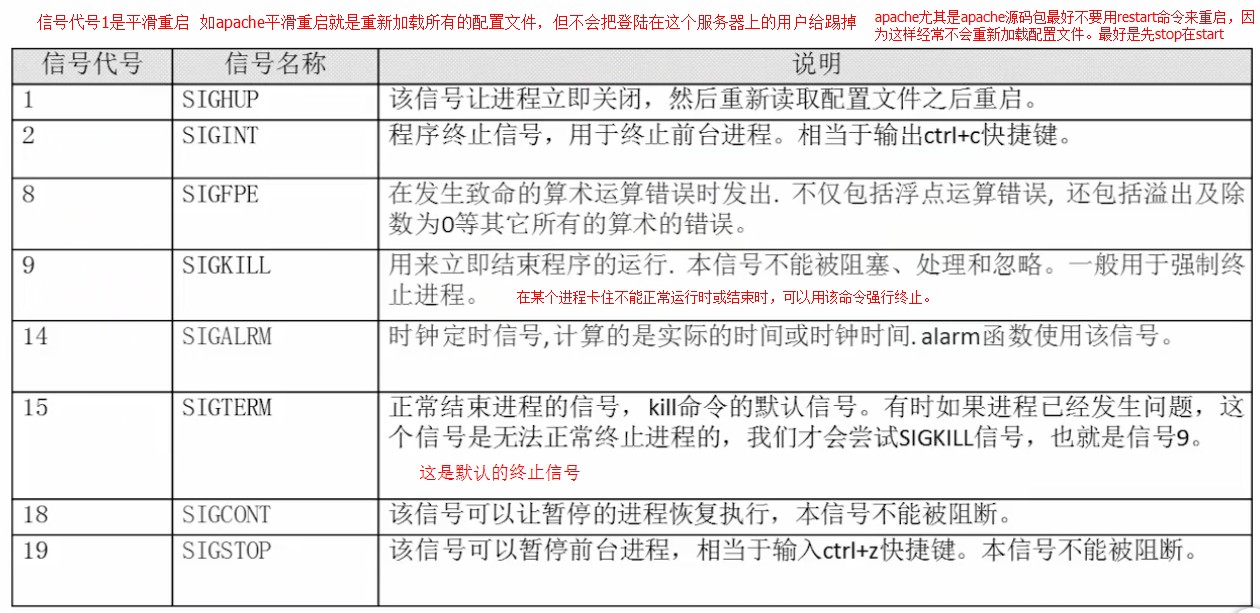 信号代号1是平滑重启 如apache平滑重启就是重新加载所有的配置文件，但不会把登陆在这个服务器上的用户给踢掉
apache尤其是apache源码包最好不要用restart命令来重启，因
为这样经常不会重新加载配置文件。最好是先stop在start
信号代号 信号名称 说明
1 SIGHUP 该信号让进程立即关闭，然后重新读取配置文件之后重启。
2 SIGINT 程序终止信号，用于终止前台进程。相当于输出ctrl+c快捷键。
8 SIGFPE 在发生致命的算术运算错误时发出. 不仅包括浮点运算错误, 还包括溢出及除
数为0等其它所有的算术的错误。
9 SIGKILL 用来立即结束程序的运行. 本信号不能被阻塞、处理和忽略。一般用于强制终
止进程。 在某个进程卡住不能正常运行时或结束时，可以用该命令强行终止。
14 SIGALRM 时钟定时信号, 计算的是实际的时间或时钟时间. alarm函数使用该信号。
15 SIGTERM 正常结束进程的信号，kill命令的默认信号。有时如果进程已经发生问题，这
个信号是无法正常终止进程的，我们才会尝试SIGKILL信号，也就是信号9。
这是默认的终止信号
18 SIGCONT 该信号可以让暂停的进程恢复执行，本信号不能被阻断。
19 SIGSTOP 该信号可以暂停前台进程，相当于输入ctrl+z快捷键。本信号不能被阻断。